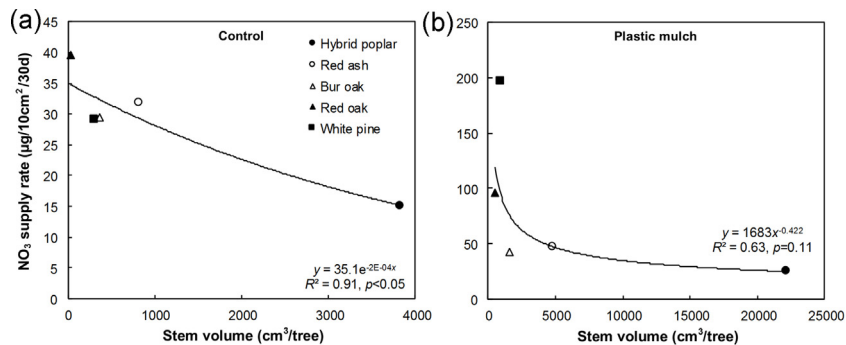 (a)
Control
45
40
35
30
25
20
15
10
5
0
NO3 supply rate (µg/10cm²/30d)
Hybrid poplar
Red ash
Bur oak
Red oak
White pine
y = 35.1e^-2E-04x
R² = 0.91, p<0.05
0 1000 2000 3000 4000
Stem volume (cm³/tree)
(b)
Plastic mulch
250
200
150
100
50
0
y = 1683x^-0.422
R² = 0.63, p=0.11
0 5000 10000 15000 20000 25000
Stem volume (cm³/tree)